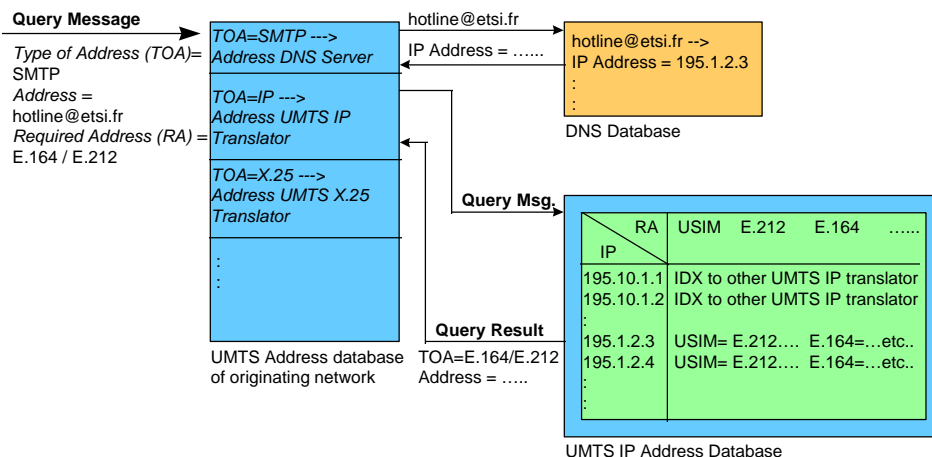 Query Message
Type of Address (TOA)=
SMTP
Address =
hotline@etsi.fr
Required Address (RA) =
E.164 / E.212
TOA=SMTP --->
Address DNS Server
TOA=IP --->
Address UMTS IP
Translator
TOA=X.25 --->
Address UMTS X.25
Translator
:
:
UMTS Address database
of originating network
hotline@etsi.fr
IP Address = …...
hotline@etsi.fr -->
IP Address = 195.1.2.3
:
:
DNS Database
Query Msg.
Query Result
TOA=E.164/E.212
Address = …..
RA USIM E.212 E.164 …...
IP
195.10.1.1 IDX to other UMTS IP translator
195.10.1.2 IDX to other UMTS IP translator
:
195.1.2.3 USIM= E.212…. E.164=…etc..
195.1.2.4 USIM= E.212…. E.164=…etc..
:
:
UMTS IP Address Database